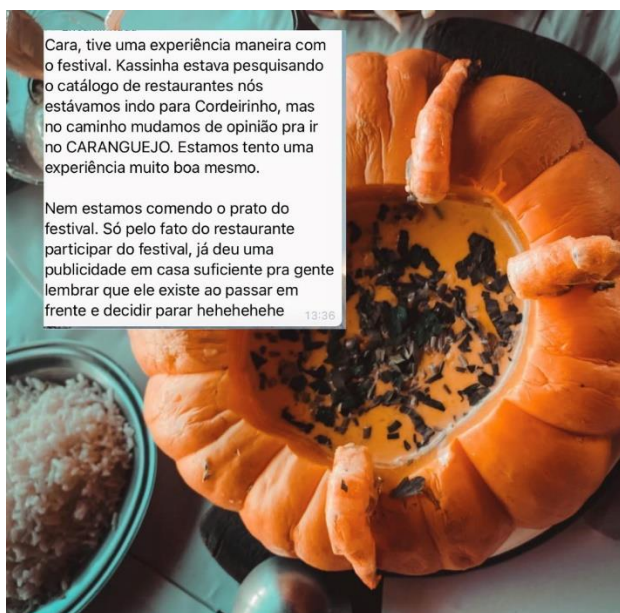 Cara, tive uma experiência maneira com
o festival. Kassinha estava pesquisando
o catálogo de restaurantes nós
estávamos indo para Cordeirinho, mas
no caminho mudamos de opinião pra ir
no CARANGUEJO. Estamos tento uma
experiência muito boa mesmo.
Nem estamos comendo o prato do
festival. Só pelo fato do restaurante
participar do festival, já deu uma
publicidade em casa suficiente pra gente
lembrar que ele existe ao passar em
frente e decidir parar hehehehehe
13:36